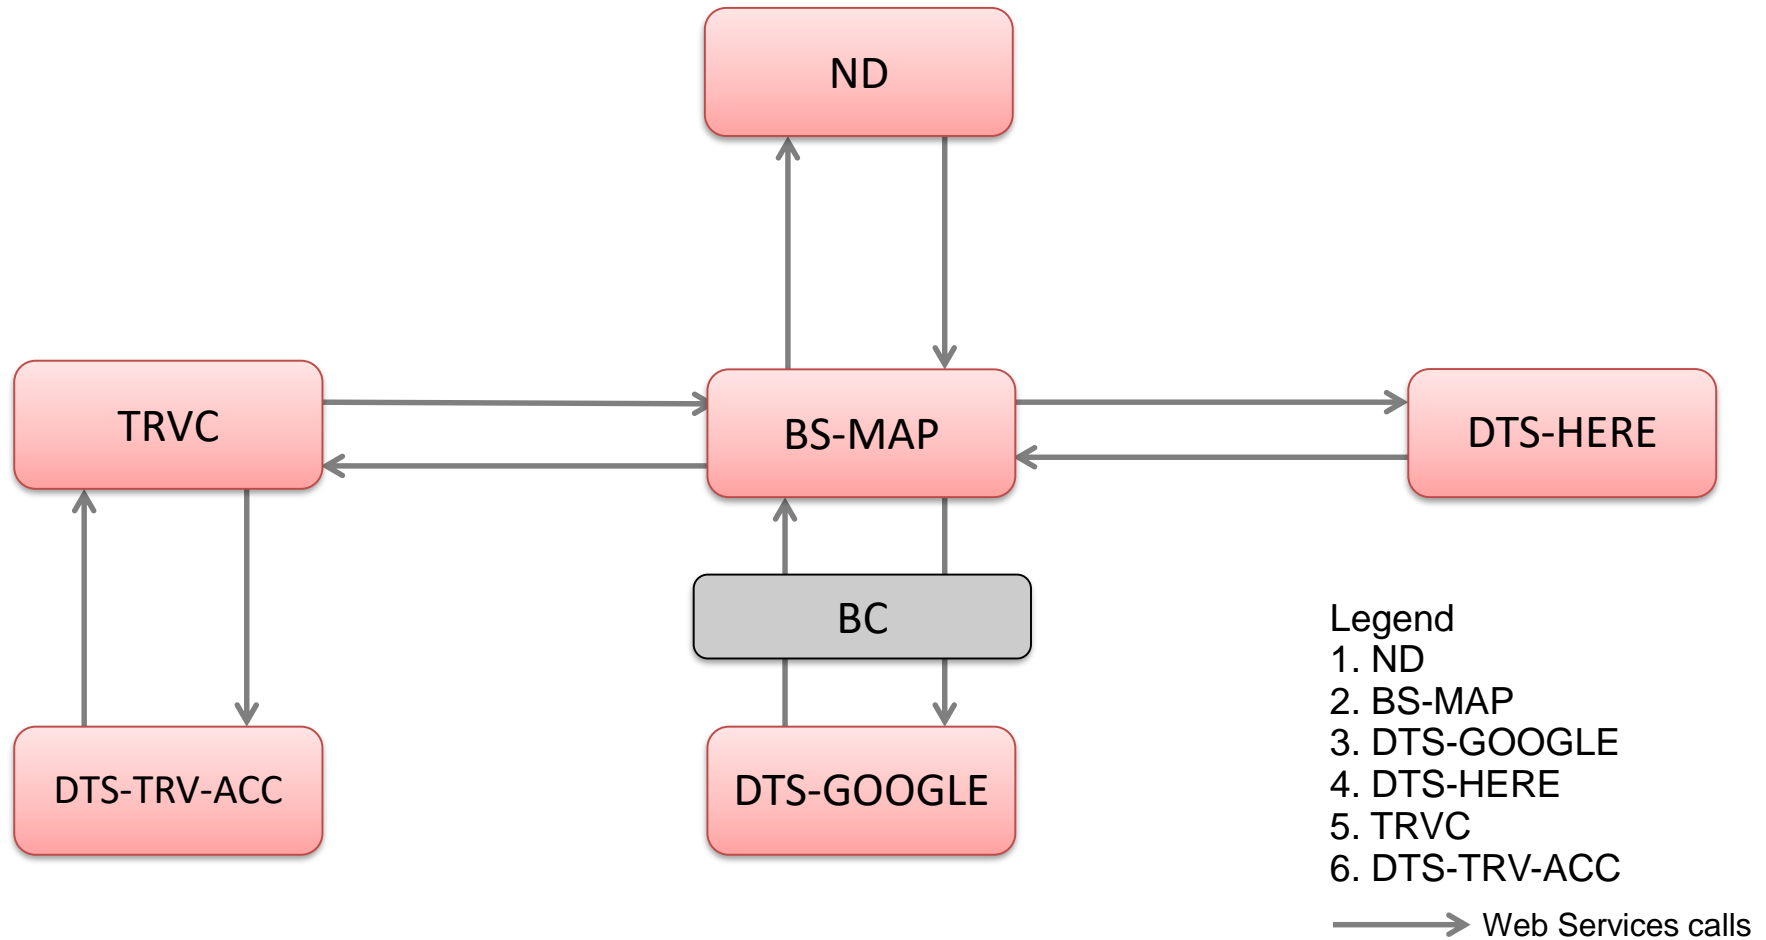 ND
TRVC
BS-MAP
DTS-HERE
BC
DTS-TRV-ACC
DTS-GOOGLE
Legend
1. ND
2. BS-MAP
3. DTS-GOOGLE
4. DTS-HERE
5. TRVC
6. DTS-TRV-ACC
Web Services calls